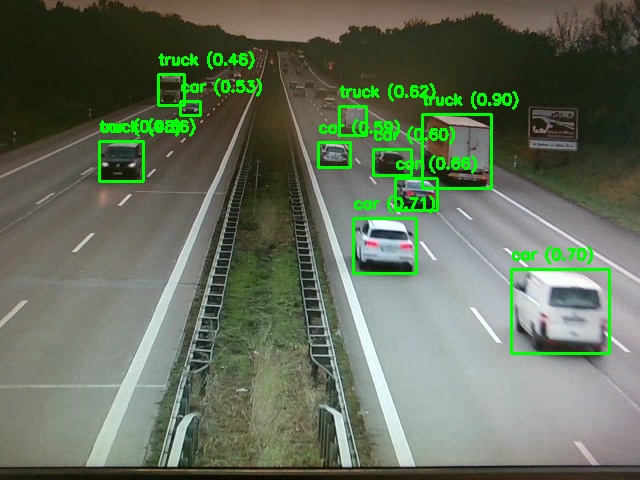 truck (0.46)
car (0.53)
truck (0.62)
truck (0.90)
car (0.59)
car (0.60)
car (0.66)
car (0.71)
car (0.70)